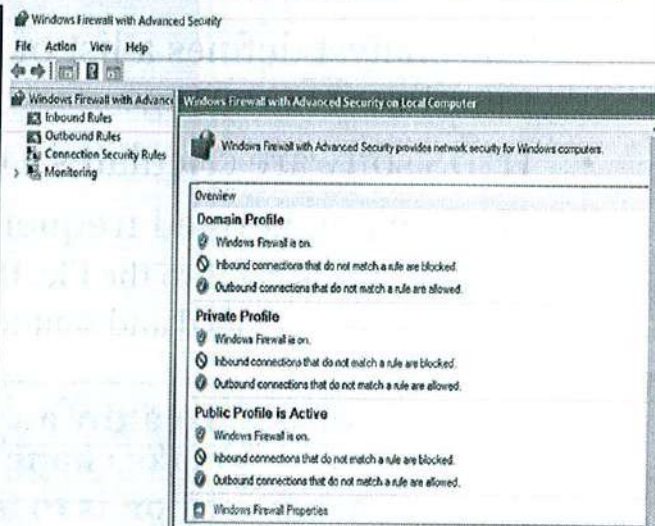 Windows Firewall with Advanced Security
File Action View Help
Windows Firewall with Advance
Inbound Rules
Outbound Rules
Connection Security Rules
Monitoring
Windows Firewall with Advanced Security on Local Computer
Windows Firewall with Advanced Security provides network security for Windows computers.
Overview
Domain Profile
Windows Firewall is on.
Inbound connections that do not match a rule are blocked.
Outbound connections that do not match a rule are allowed.
Private Profile
Windows Firewall is on.
Inbound connections that do not match a rule are blocked.
Outbound connections that do not match a rule are allowed.
Public Profile is Active
Windows Firewall is on.
Inbound connections that do not match a rule are blocked.
Outbound connections that do not match a rule are allowed.
Windows Firewall Properties